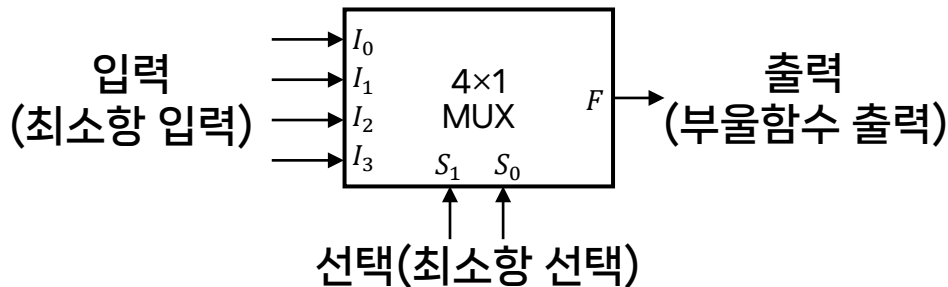 입력
(최소항 입력)
I₀
I₁
I₂
I₃
4×1
MUX
S₁ S₀
F
출력
(부울함수 출력)
선택(최소항 선택)